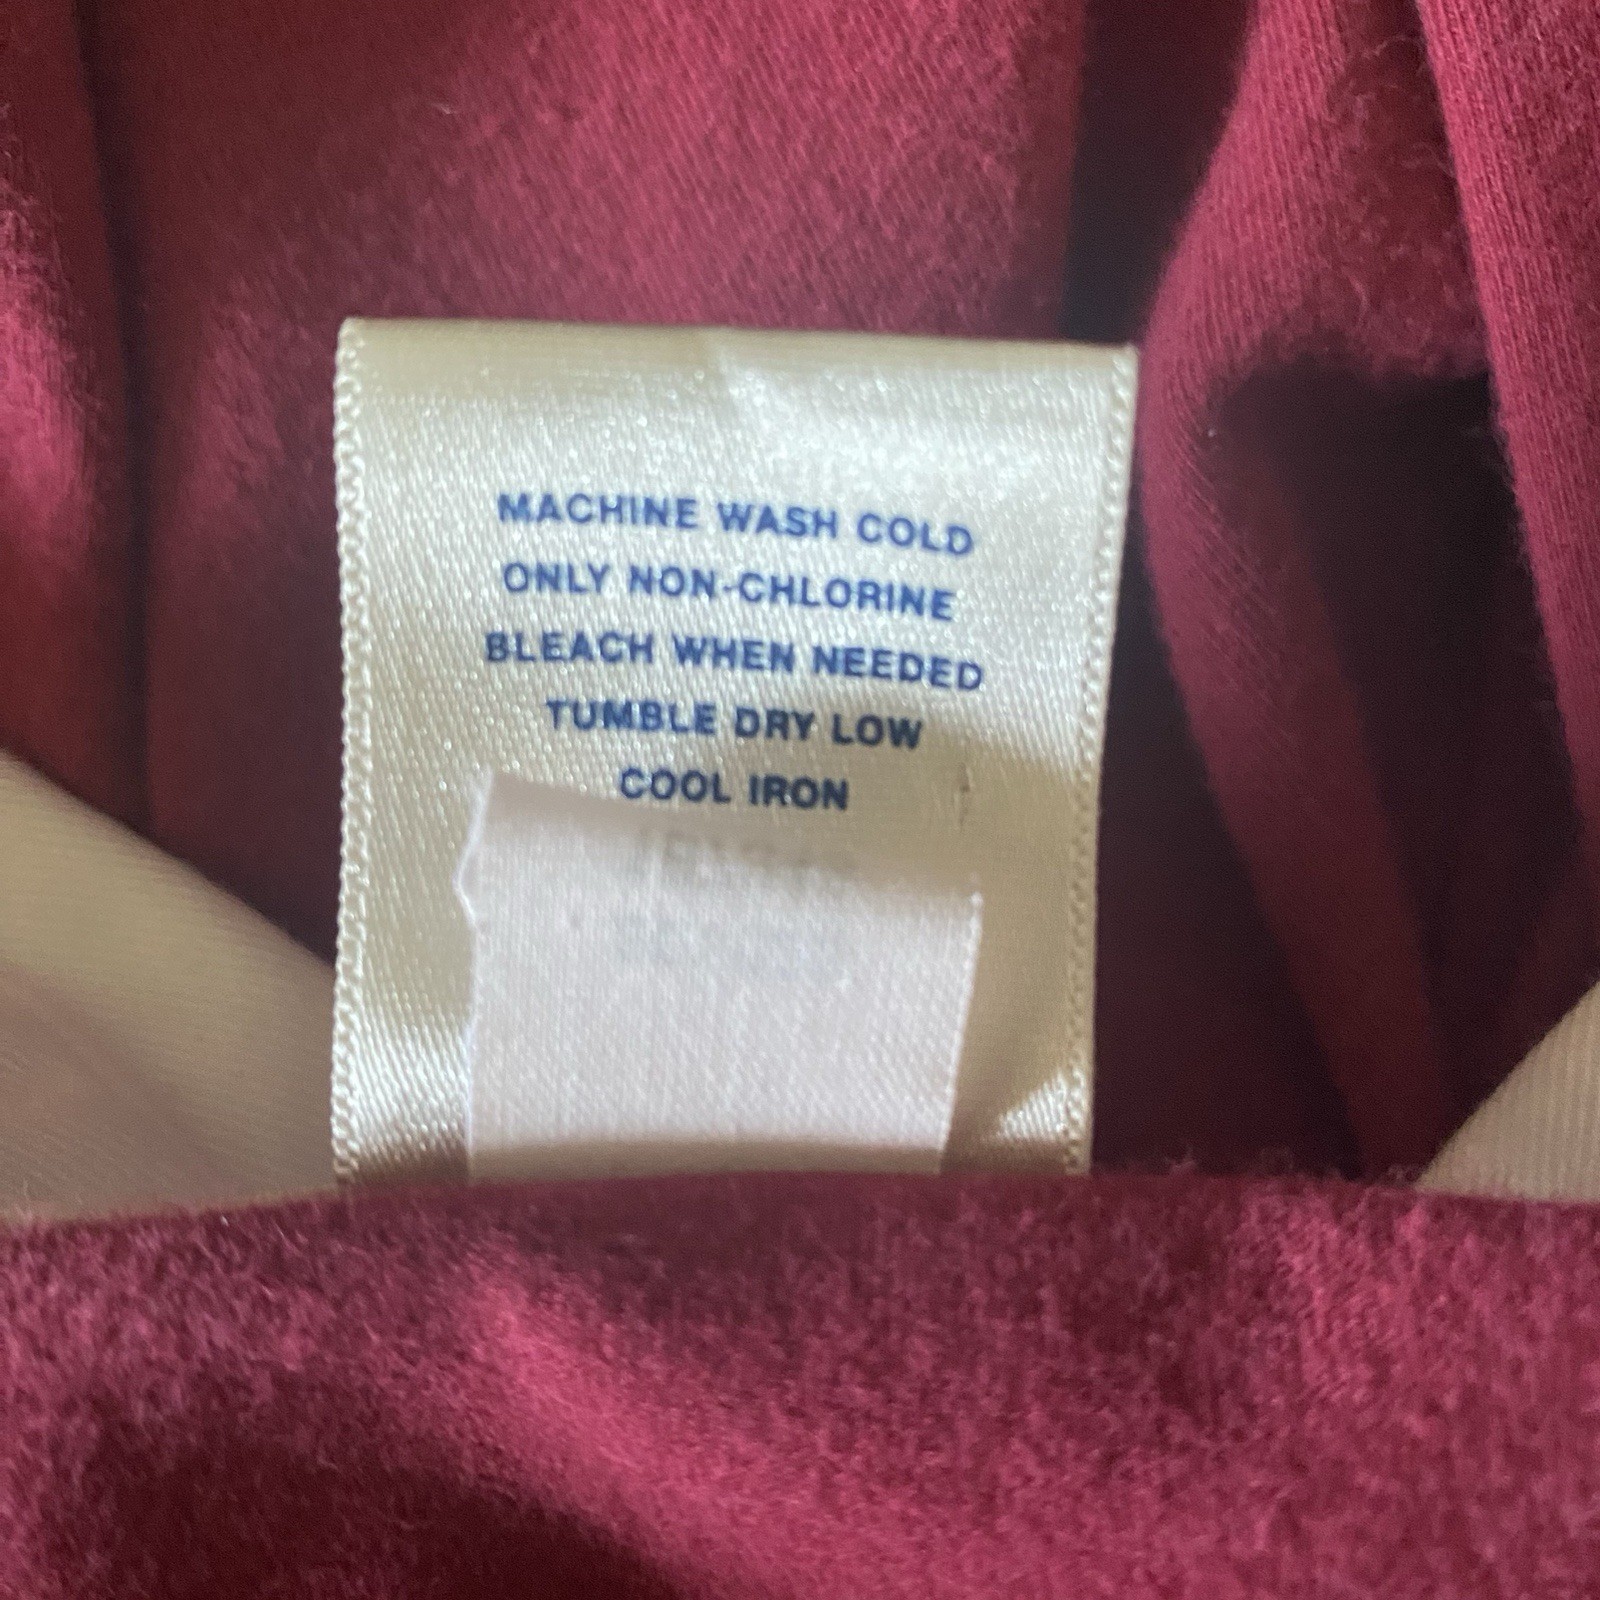 MACHINE WASH COLD
ONLY NON-CHLORINE
BLEACH WHEN NEEDED
TUMBLE DRY LOW
COOL IRON